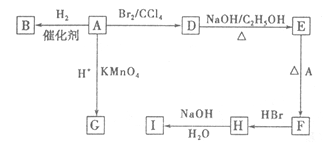 B H₂ 催化剂 A Br₂/CCl₄ D NaOH/C₂H₅OH △ E
H⁺ KMnO₄ △ A
G I NaOH H₂O H HBr F